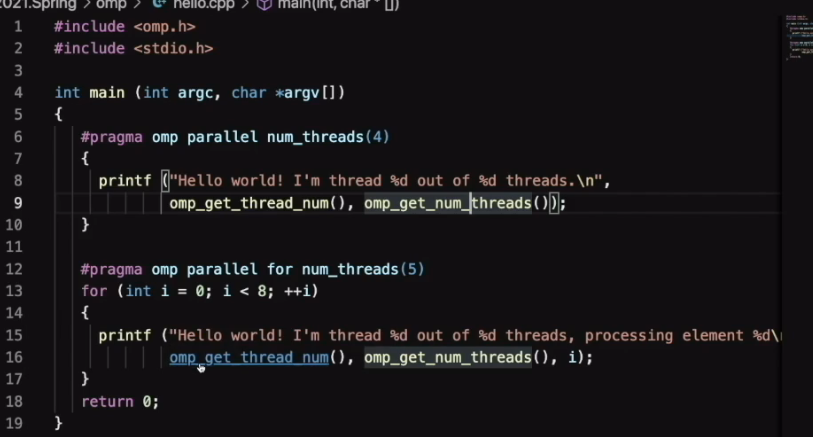 2021.Spring > omp > hello.cpp > main(int, char * [])
1 #include <omp.h>
2 #include <stdio.h>
3
4 int main (int argc, char *argv[])
5 {
6 #pragma omp parallel num_threads(4)
7 {
8 printf ("Hello world! I'm thread %d out of %d threads.\n",
9 omp_get_thread_num(), omp_get_num_threads());
10 }
11
12 #pragma omp parallel for num_threads(5)
13 for (int i = 0; i < 8; ++i)
14 {
15 printf ("Hello world! I'm thread %d out of %d threads, processing element %d\
16 omp_get_thread_num(), omp_get_num_threads(), i);
17 }
18 return 0;
19 }